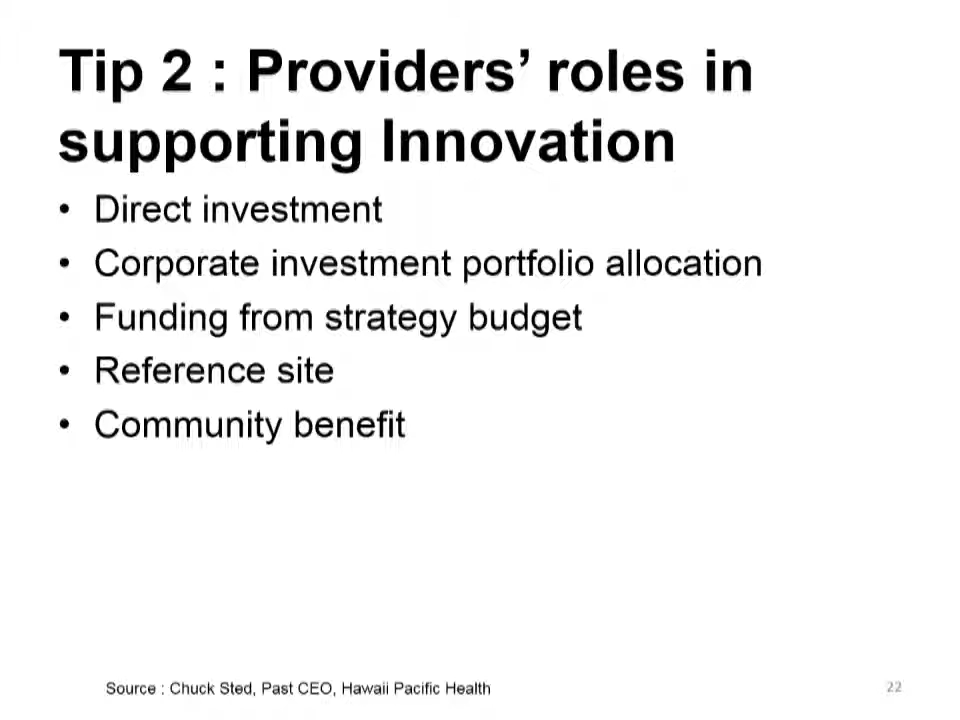 Tip 2 : Providers’ roles in
supporting Innovation
• Direct investment
• Corporate investment portfolio allocation
• Funding from strategy budget
• Reference site
• Community benefit
Source : Chuck Sted, Past CEO, Hawaii Pacific Health
22